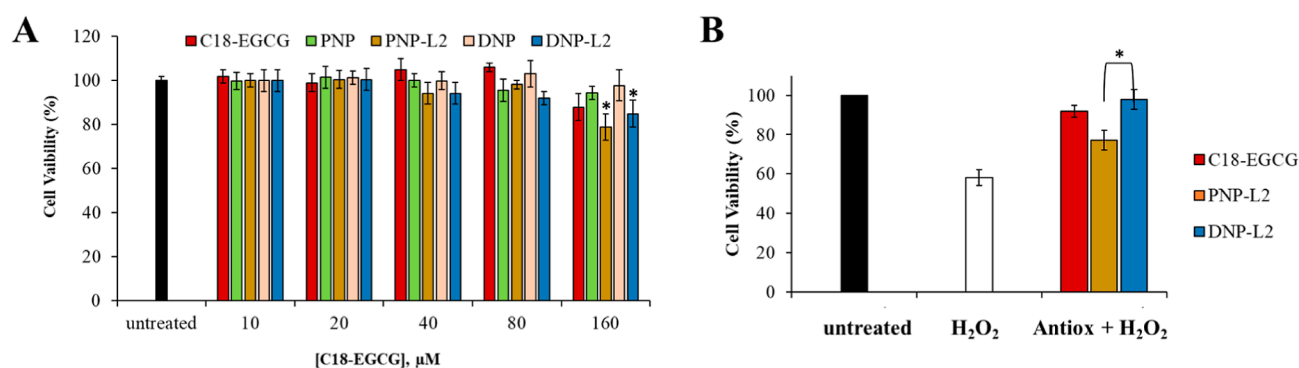 A
120
100
80
60
40
20
0
Cell Vaibility (%)
C18-EGCG PNP PNP-L2 DNP DNP-L2
* *
untreated 10 20 40 80 160
[C18-EGCG], µM
B
*
100
80
60
40
20
0
Cell Vaibility (%)
C18-EGCG
PNP-L2
DNP-L2
untreated H₂O₂ Antiox + H₂O₂